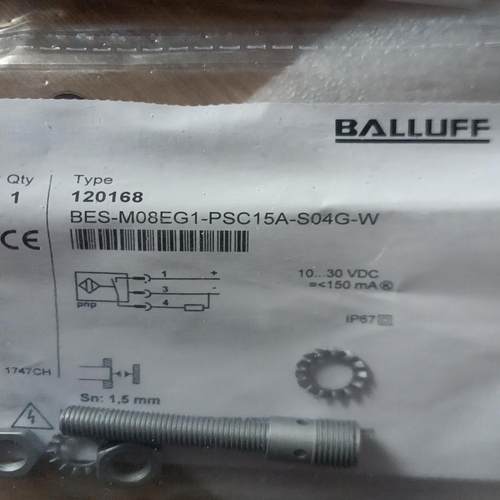 BALLUFF
Qty Type
1 120168
BES-M08EG1-PSC15A-S04G-W
CE
1 +
3 -
4
pnp
10...30 VDC
=<150 mA
IP67
1747CH
Sn: 1,5 mm